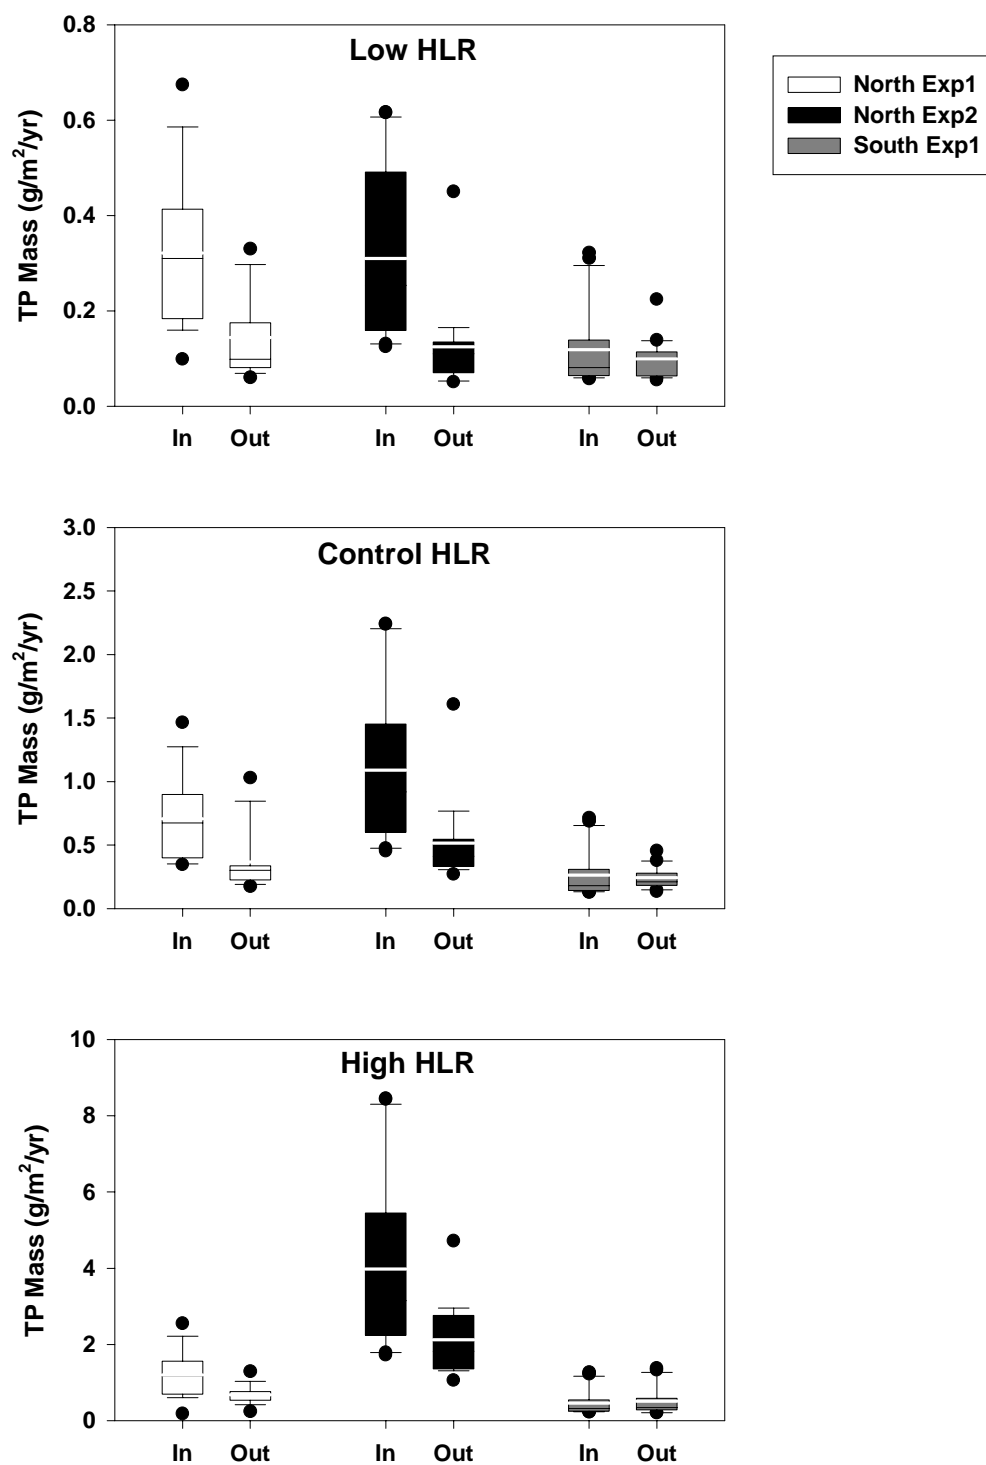 Low HLR
North Exp1
North Exp2
South Exp1
TP Mass (g/m²/yr)
0.8
0.6
0.4
0.2
0.0
In Out In Out In Out
Control HLR
TP Mass (g/m²/yr)
3.0
2.5
2.0
1.5
1.0
0.5
0.0
In Out In Out In Out
High HLR
TP Mass (g/m²/yr)
10
8
6
4
2
0
In Out In Out In Out